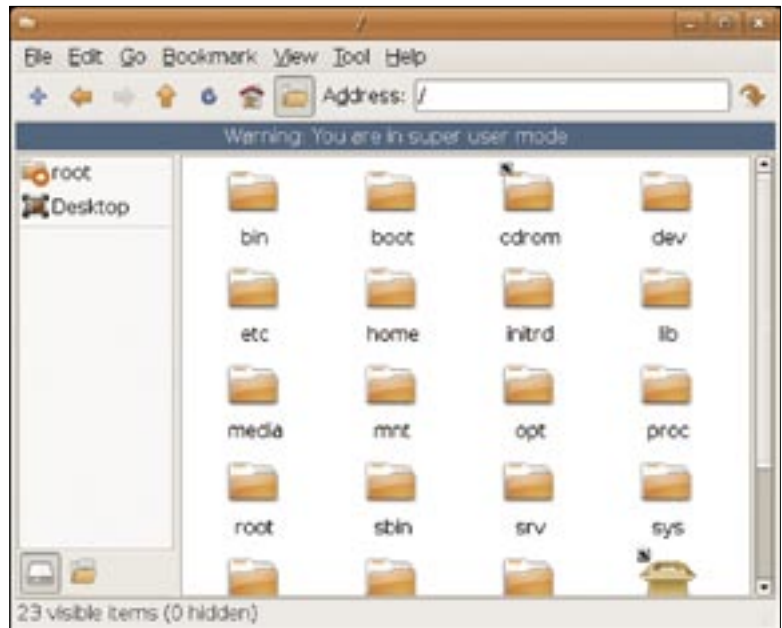 /
File Edit Go Bookmark View Tool Help
Address: /
Warning: You are in super user mode
root
Desktop
bin boot cdrom dev
etc home initrd lib
media mnt opt proc
root sbin srv sys
23 visible items (0 hidden)